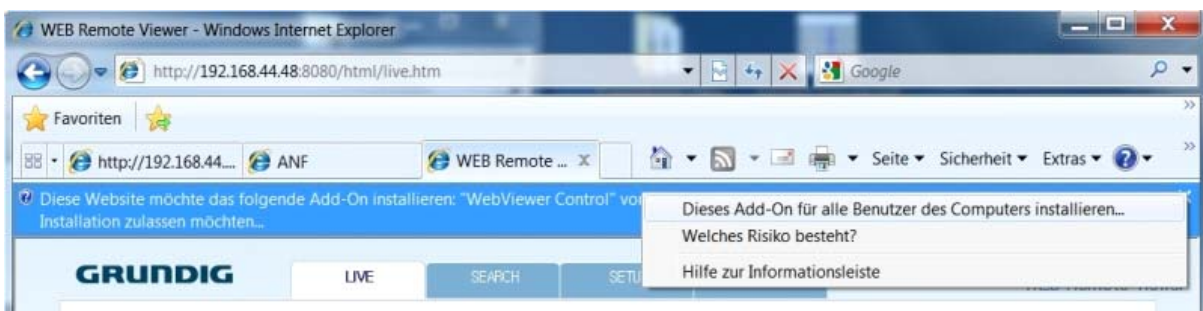 WEB Remote Viewer - Windows Internet Explorer
http://192.168.44.48:8080/html/live.htm
Google
Favoriten
http://192.168.44....
ANF
WEB Remote ...
Seite
Sicherheit
Extras
Diese Website möchte das folgende Add-On installieren: "WebViewer Control"
Installation zulassen möchten...
Dieses Add-On für alle Benutzer des Computers installieren...
Welches Risiko besteht?
Hilfe zur Informationsleiste
GRUNDIG
LIVE
SEARCH